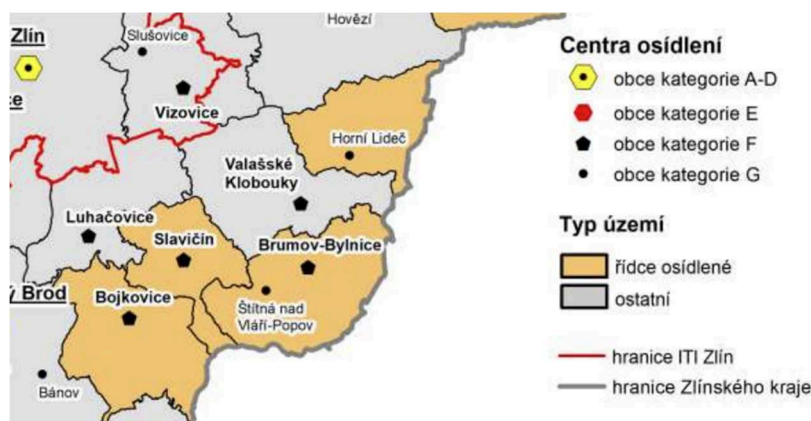 Hovězí
Zlín
Slušovice
ce
Vizovice
Horní Lideč
Valašské
Klobouky
Luhačovice
Slavičín
Brumov-Bylnice
ý Brod
Bojkovice
Štítná nad
Vláří-Popov
Bánov
Centra osídlení
obce kategorie A-D
obce kategorie E
obce kategorie F
obce kategorie G
Typ území
řídce osídlené
ostatní
hranice ITI Zlín
hranice Zlínského kraje